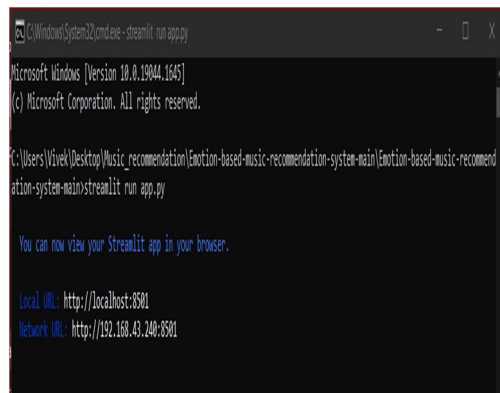 C:\Windows\System32\cmd.exe - streamlit run app.py
Microsoft Windows [Version 10.0.19044.1645]
(c) Microsoft Corporation. All rights reserved.
C:\Users\Vivek\Desktop\Music_recommendation\Emotion-based-music-recommendation-system-main\Emotion-based-music-recommend
ation-system-main>streamlit run app.py
You can now view your Streamlit app in your browser.
Local URL: http://localhost:8501
Network URL: http://192.168.43.240:8501